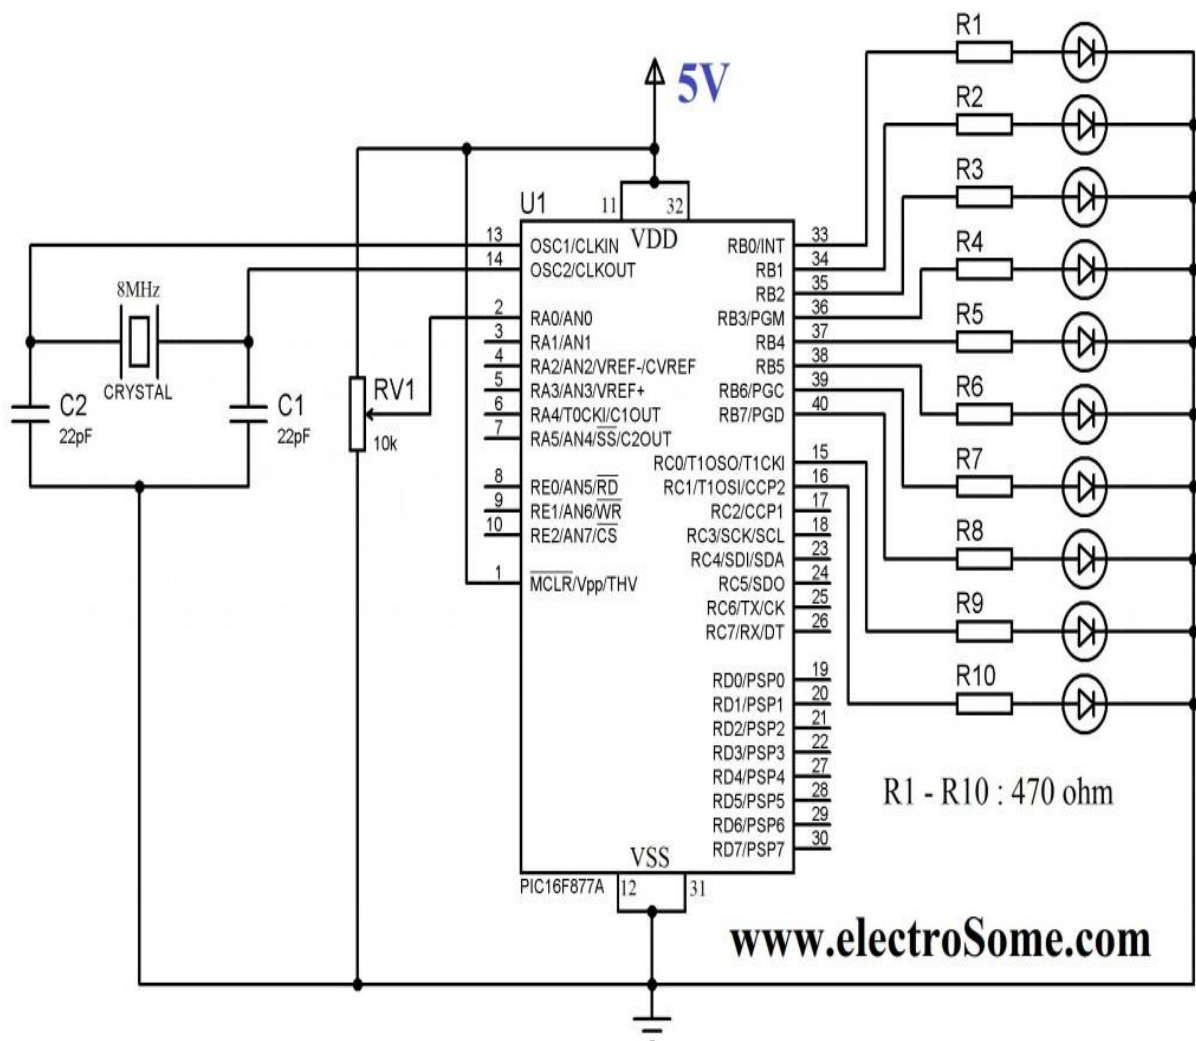 5V
U1
11
32
VDD
13
OSC1/CLKIN
14
OSC2/CLKOUT
2
RA0/AN0
3
RA1/AN1
4
RA2/AN2/VREF-/CVREF
5
RA3/AN3/VREF+
6
RA4/T0CKI/C1OUT
7
RA5/AN4/SS/C2OUT
8
RE0/AN5/RD
9
RE1/AN6/WR
10
RE2/AN7/CS
1
MCLR/Vpp/THV
RB0/INT
33
RB1
34
RB2
35
RB3/PGM
36
RB4
37
RB5
38
RB6/PGC
39
RB7/PGD
40
RC0/T1OSO/T1CKI
15
RC1/T1OSI/CCP2
16
RC2/CCP1
17
RC3/SCK/SCL
18
RC4/SDI/SDA
23
RC5/SDO
24
RC6/TX/CK
25
RC7/RX/DT
26
RD0/PSP0
19
RD1/PSP1
20
RD2/PSP2
21
RD3/PSP3
22
RD4/PSP4
27
RD5/PSP5
28
RD6/PSP6
29
RD7/PSP7
30
VSS
PIC16F877A
12
31
8MHz
CRYSTAL
C2
22pF
C1
22pF
RV1
10k
R1
R2
R3
R4
R5
R6
R7
R8
R9
R10
R1 - R10 : 470 ohm
www.electroSome.com